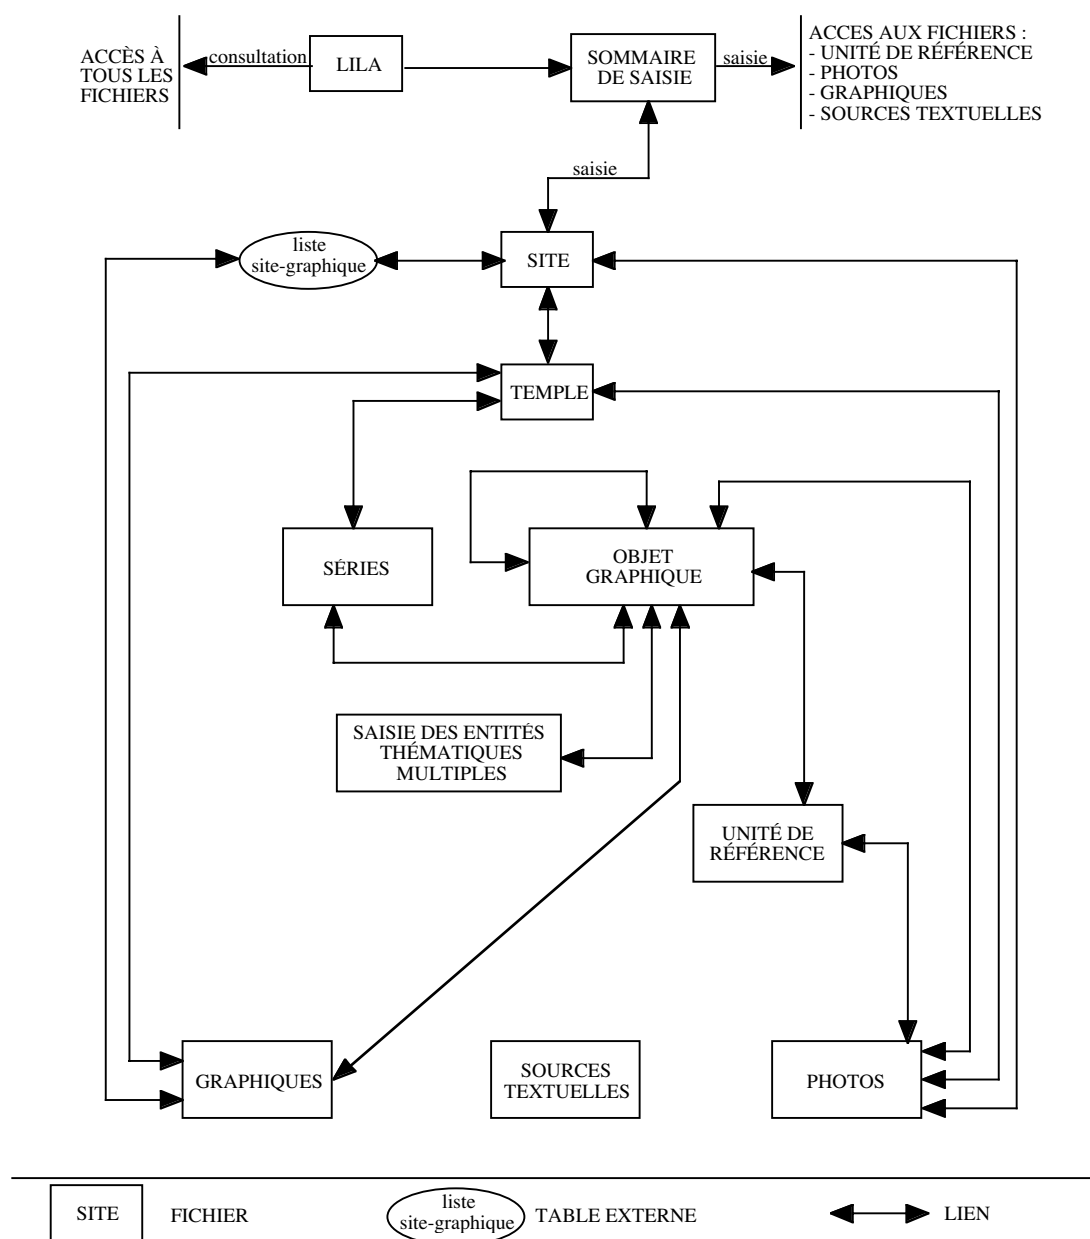 ACCÈS À
TOUS LES
FICHIERS
consultation
LILA
SOMMAIRE
DE SAISIE
saisie
ACCES AUX FICHIERS :
- UNITÉ DE RÉFÉRENCE
- PHOTOS
- GRAPHIQUES
- SOURCES TEXTUELLES
saisie
liste
site-graphique
SITE
TEMPLE
SÉRIES
OBJET
GRAPHIQUE
SAISIE DES ENTITÉS
THÉMATIQUES
MULTIPLES
UNITÉ DE
RÉFÉRENCE
GRAPHIQUES
SOURCES
TEXTUELLES
PHOTOS
SITE
FICHIER
liste
site-graphique
TABLE EXTERNE
LIEN